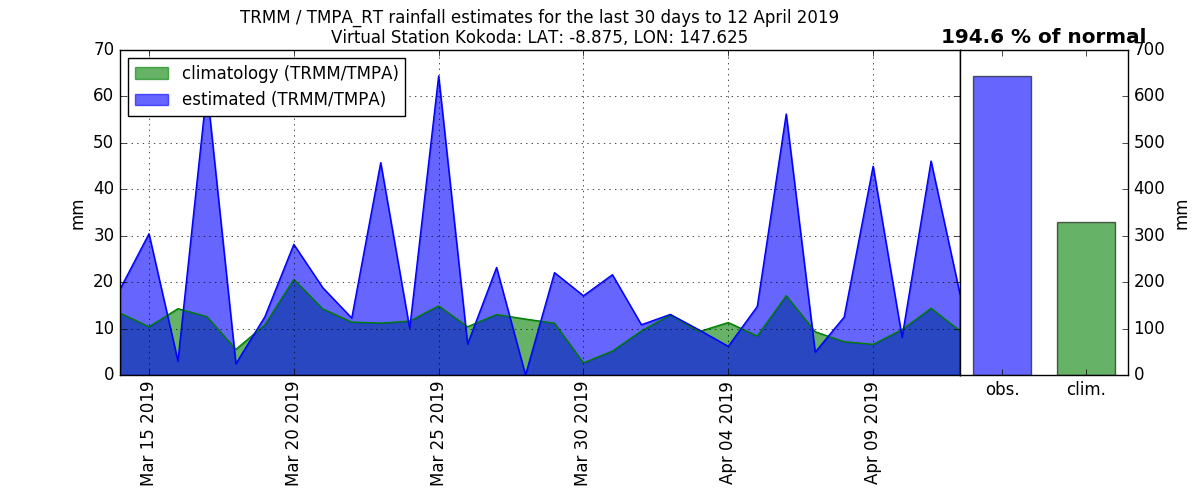 TRMM / TMPA_RT rainfall estimates for the last 30 days to 12 April 2019
Virtual Station Kokoda: LAT: -8.875, LON: 147.625
194.6 % of normal
climatology (TRMM/TMPA)
estimated (TRMM/TMPA)
mm
70
60
50
40
30
20
10
0
Mar 15 2019
Mar 20 2019
Mar 25 2019
Mar 30 2019
Apr 04 2019
Apr 09 2019
obs.
clim.
700
600
500
400
300
200
100
0
mm